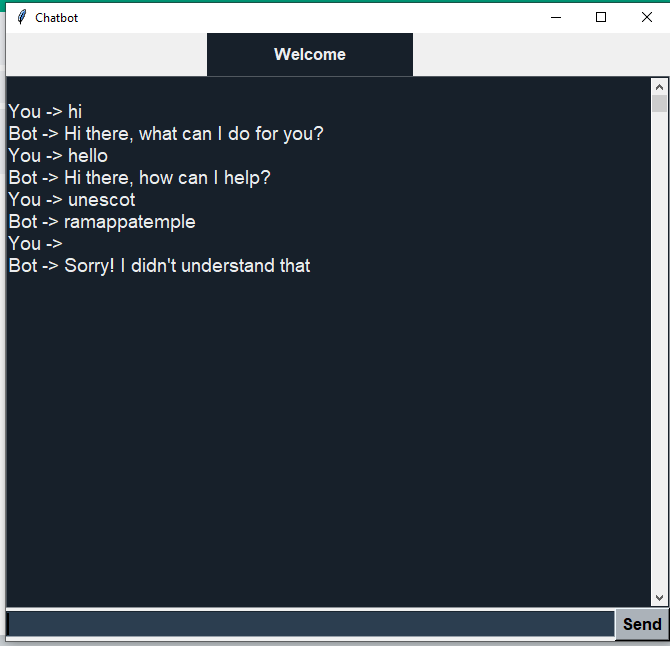 Chatbot
Welcome
You -> hi
Bot -> Hi there, what can I do for you?
You -> hello
Bot -> Hi there, how can I help?
You -> unescot
Bot -> ramappatemple
You ->
Bot -> Sorry! I didn't understand that
Send